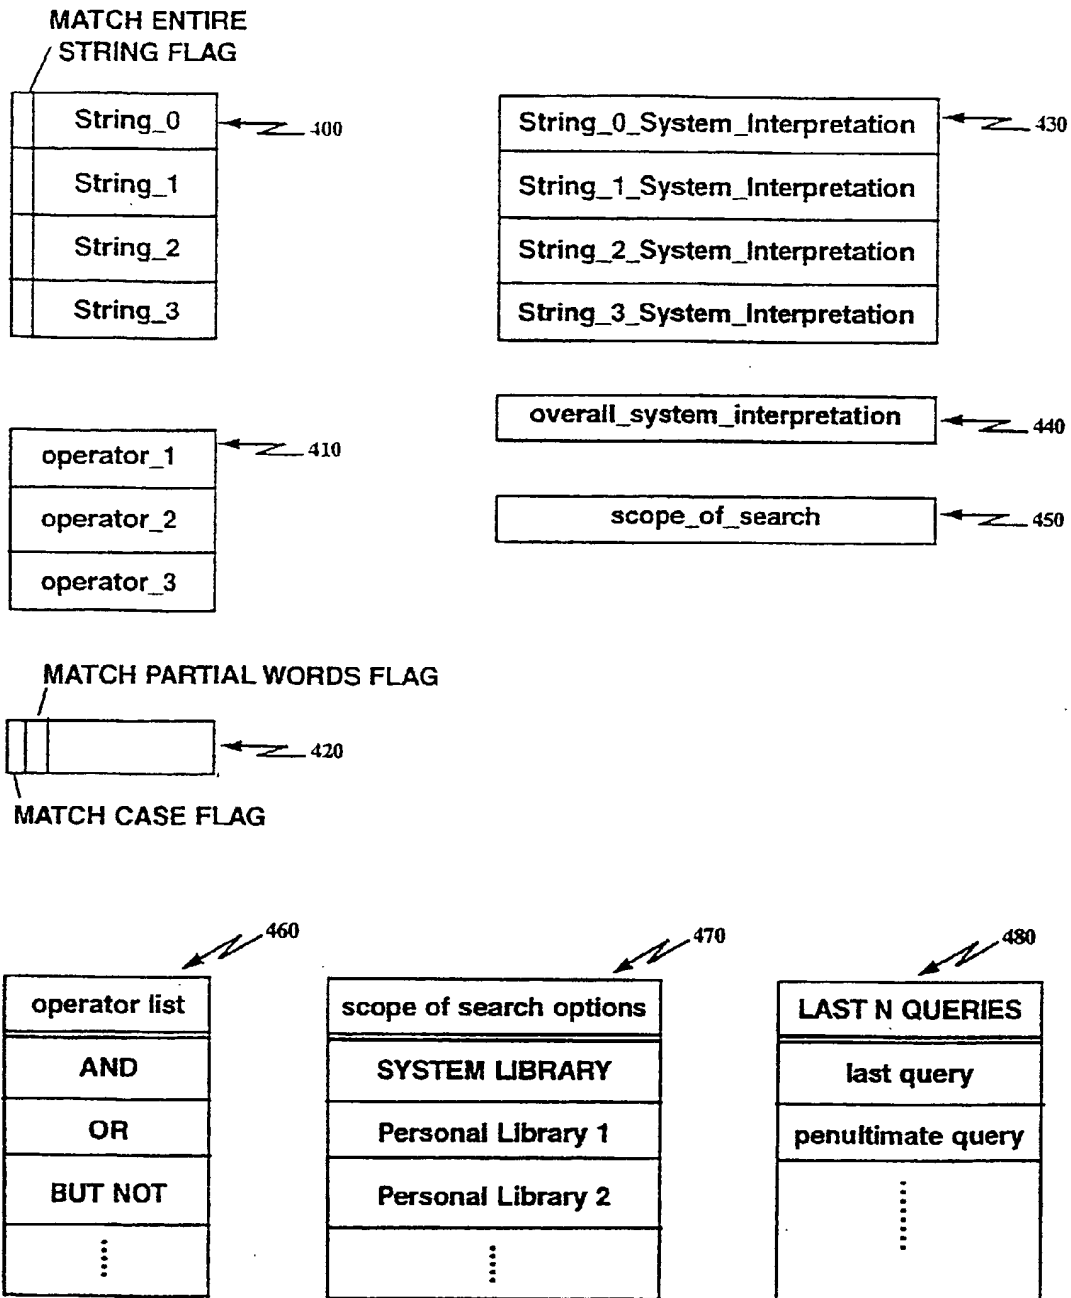 MATCH ENTIRE
STRING FLAG
String_0
400
String_1
String_2
String_3
String_0_System_Interpretation
430
String_1_System_Interpretation
String_2_System_Interpretation
String_3_System_Interpretation
overall_system_interpretation
440
operator_1
410
operator_2
operator_3
scope_of_search
450
MATCH PARTIAL WORDS FLAG
420
MATCH CASE FLAG
460
operator list
AND
OR
BUT NOT
470
scope of search options
SYSTEM LIBRARY
Personal Library 1
Personal Library 2
480
LAST N QUERIES
last query
penultimate query